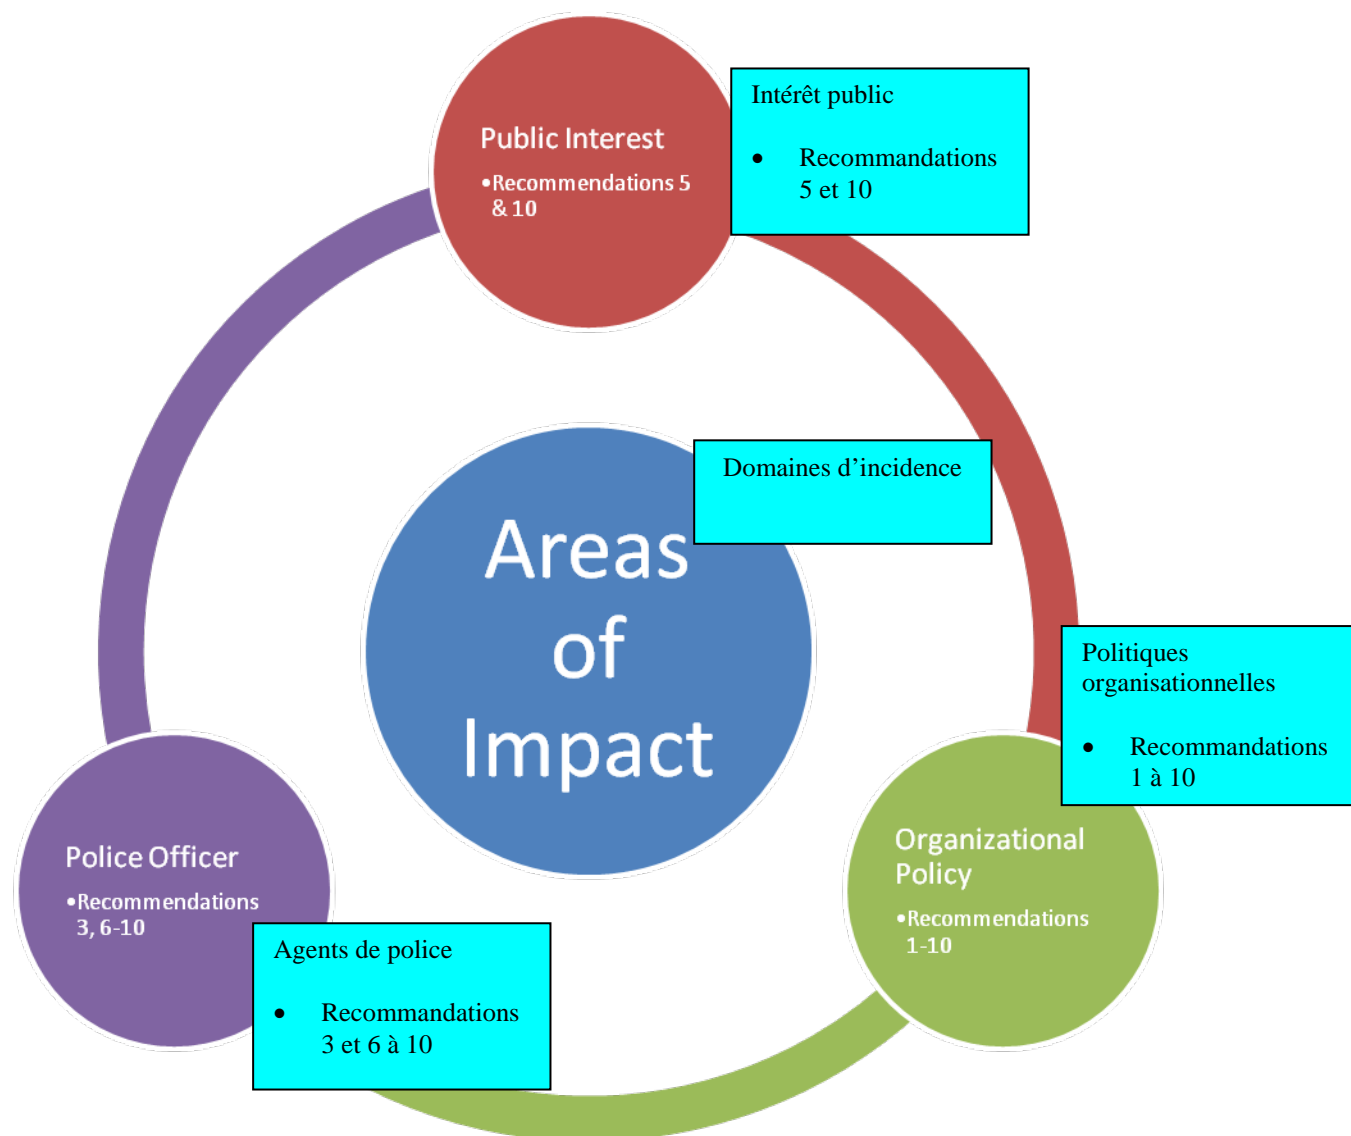 Public Interest
•Recommendations 5
& 10
Intérêt public
• Recommandations
5 et 10
Domaines d’incidence
Areas
of
Impact
Politiques
organisationnelles
• Recommandations
1 à 10
Organizational
Policy
•Recommendations
1-10
Police Officer
•Recommendations
3, 6-10
Agents de police
• Recommandations
3 et 6 à 10